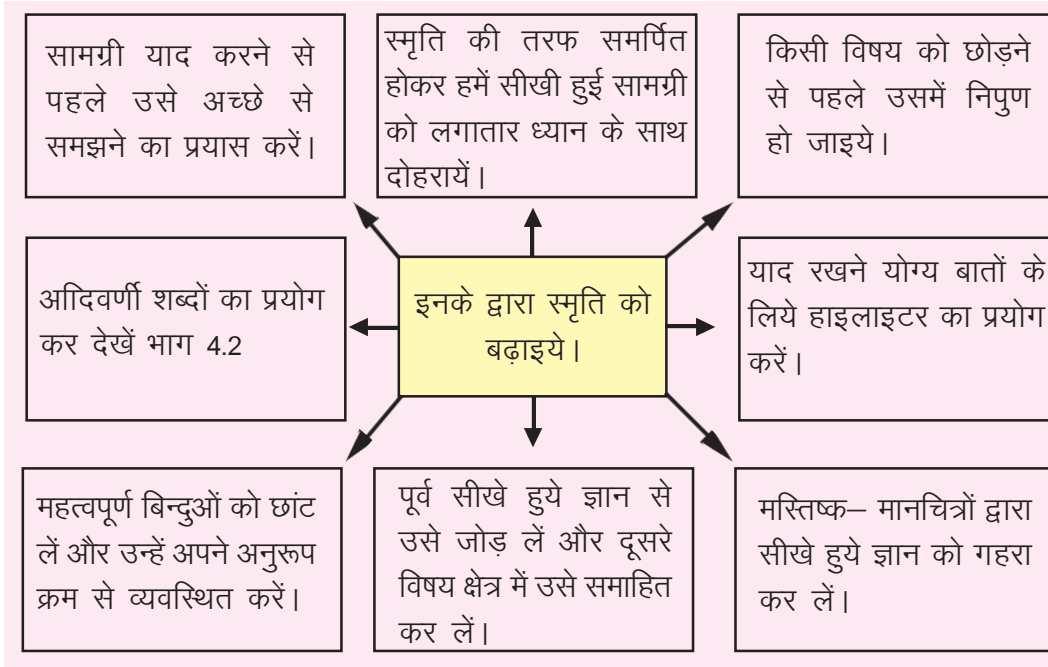 सामग्री याद करने से
पहले उसे अच्छे से
समझने का प्रयास करें।
स्मृति की तरफ समर्पित
होकर हमें सीखी हुई सामग्री
को लगातार ध्यान के साथ
दोहरायें।
किसी विषय को छोड़ने
से पहले उसमें निपुण
हो जाइये।
आदिवर्णी शब्दों का प्रयोग
कर देखें भाग 4.2
इनके द्वारा स्मृति को
बढ़ाइये।
याद रखने योग्य बातों के
लिये हाइलाइटर का प्रयोग
करें।
महत्वपूर्ण बिन्दुओं को छांट
लें और उन्हें अपने अनुरूप
क्रम से व्यवस्थित करें।
पूर्व सीखे हुये ज्ञान से
उसे जोड़ लें और दूसरे
विषय क्षेत्र में उसे समाहित
कर लें।
मस्तिष्क– मानचित्रों द्वारा
सीखे हुये ज्ञान को गहरा
कर लें।